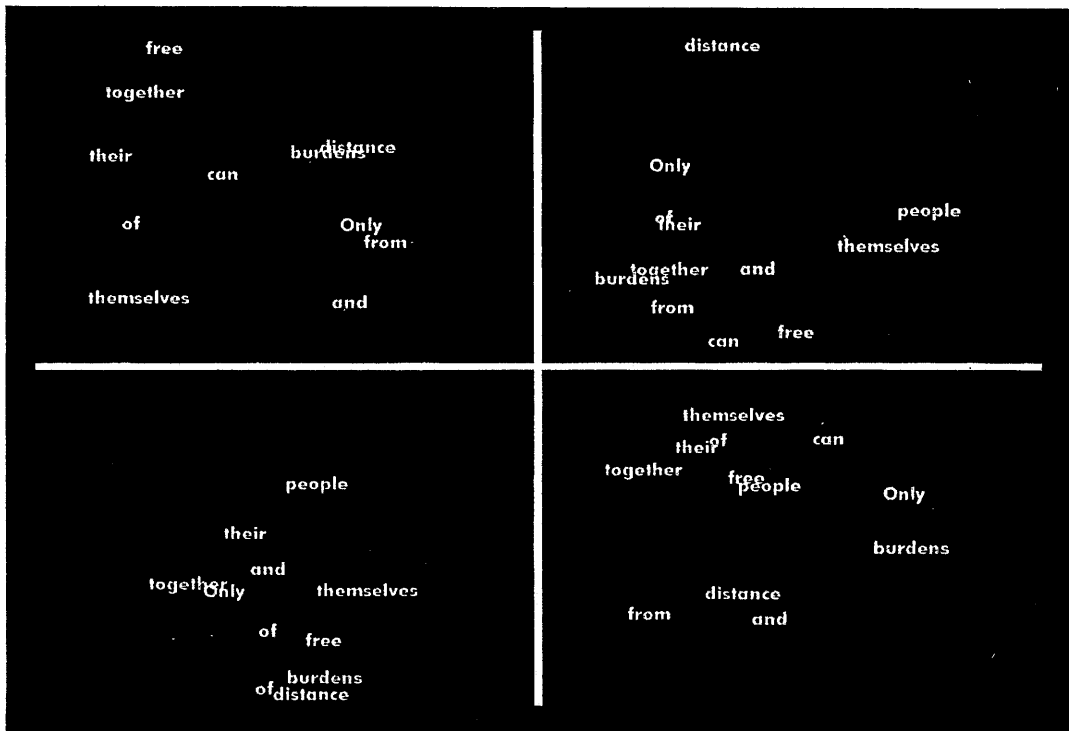 free
together
their
can
burdens
distance
of
Only
from
themselves
and
distance
Only
of
their
people
themselves
together
and
burdens
from
can
free
people
their
and
together
Only
themselves
of
free
burdens
of
distance
themselves
their
of
can
together
free
people
Only
burdens
distance
from
and